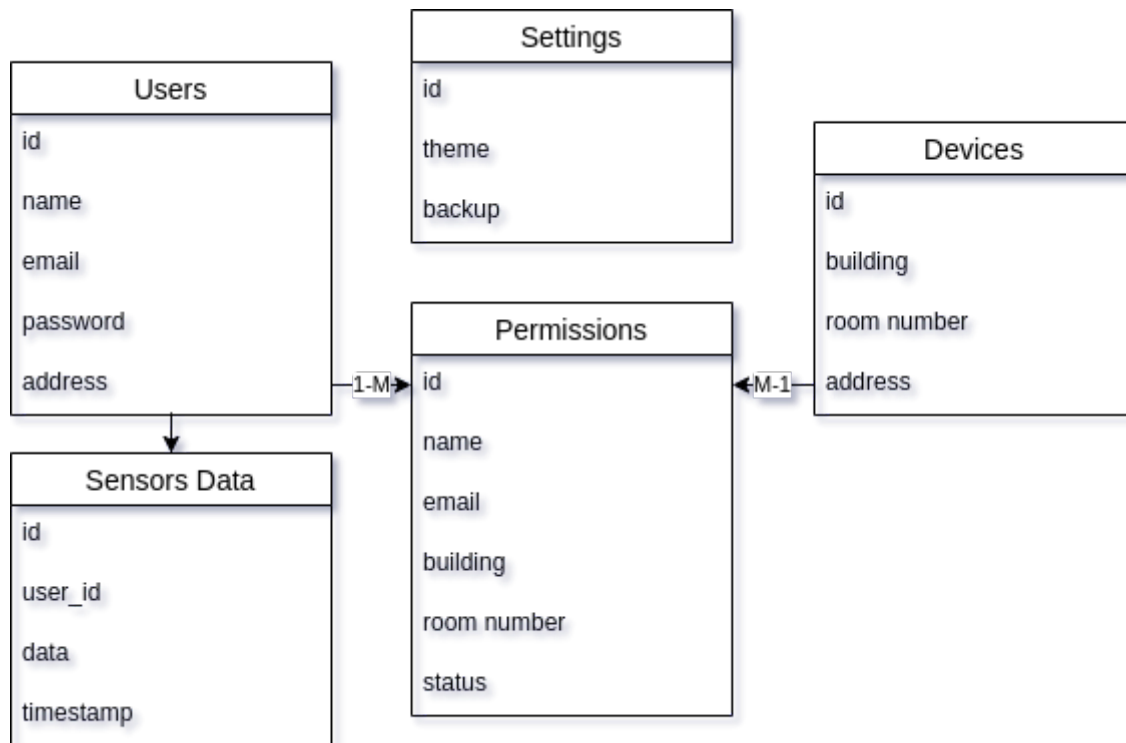 Settings
id
theme
backup
Users
id
name
email
password
address
Devices
id
building
room number
address
Permissions
id
name
email
building
room number
status
1-M
M-1
Sensors Data
id
user_id
data
timestamp